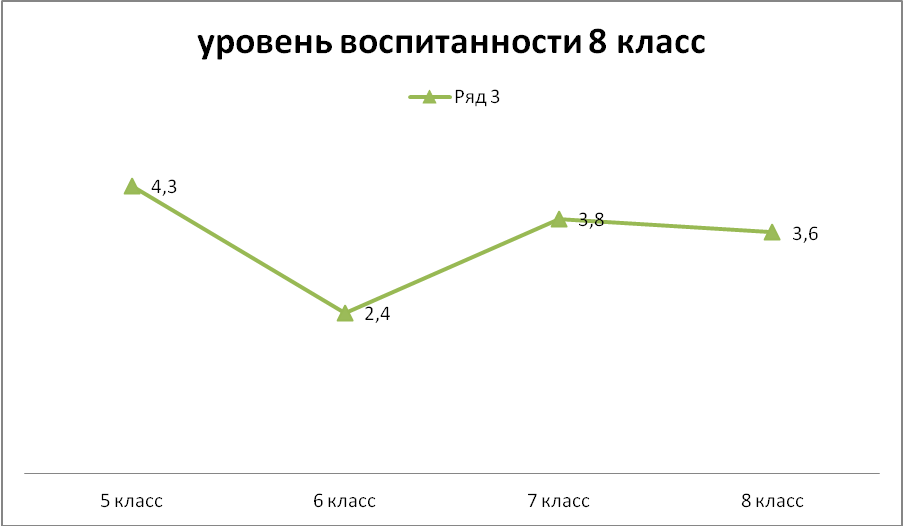 уровень воспитанности 8 класс
Ряд 3
4,3
2,4
3,8
3,6
5 класс
6 класс
7 класс
8 класс